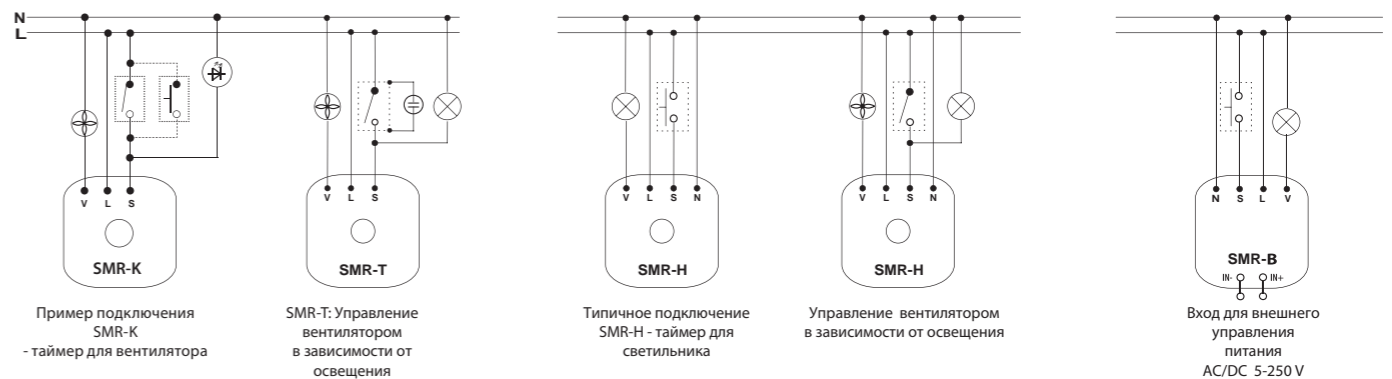 N
L
V L S
SMR-K
Пример подключения
SMR-K
- таймер для вентилятора
V L S
SMR-T
SMR-T: Управление
вентилятором
в зависимости от
освещения
V L S N
SMR-H
Типичное подключение
SMR-H - таймер для
светильника
V L S N
SMR-H
Управление вентилятором
в зависимости от освещения
N S L V
SMR-B
IN- IN+
Вход для внешнего
управления
питания
AC/DC 5-250 V